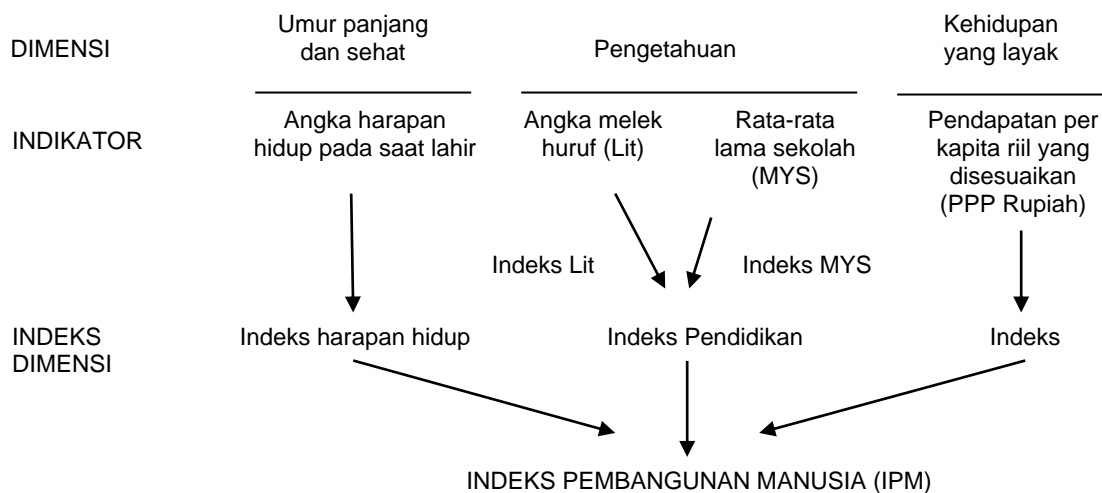 DIMENSI
Umur panjang
dan sehat
Pengetahuan
Kehidupan
yang layak
INDIKATOR
Angka harapan
hidup pada saat lahir
Angka melek
huruf (Lit)
Rata-rata
lama sekolah
(MYS)
Pendapatan per
kapita riil yang
disesuaikan
(PPP Rupiah)
Indeks Lit
Indeks MYS
INDEKS
DIMENSI
Indeks harapan hidup
Indeks Pendidikan
Indeks
INDEKS PEMBANGUNAN MANUSIA (IPM)